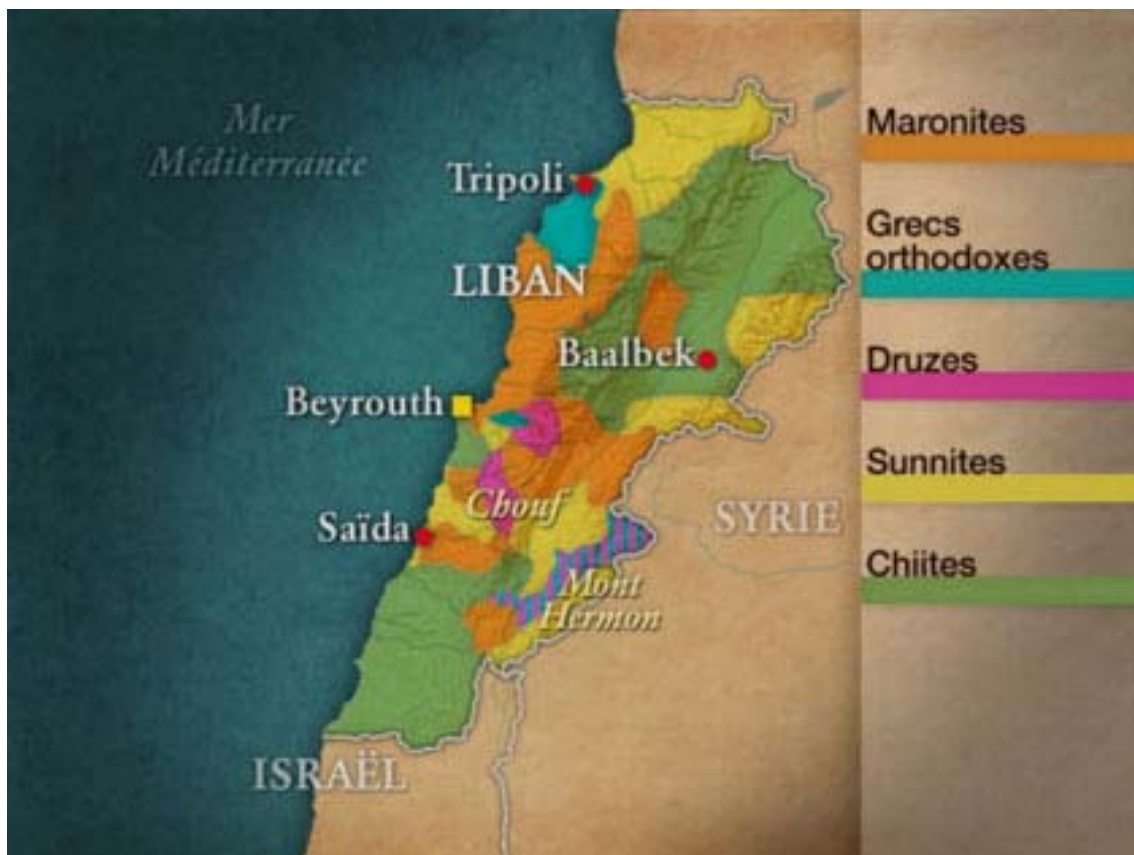 Mer
Méditerranée
Tripoli
LIBAN
Baalbek
Beyrouth
Chouf
Saïda
SYRIE
Mont
Hermon
ISRAËL
Maronites
Grecs
orthodoxes
Druzes
Sunnites
Chiites